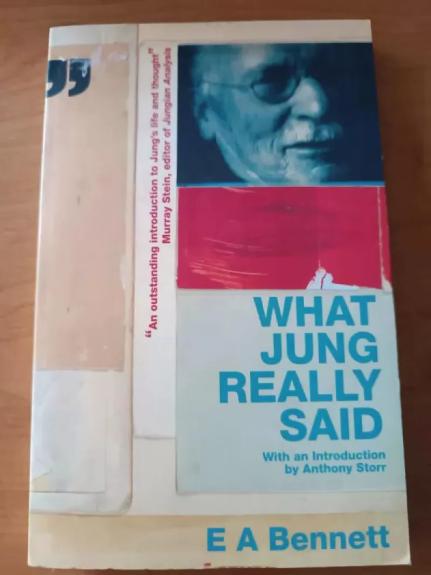 ”
“An outstanding introduction to Jung's life and thought”
Murray Stein, editor of Jungian Analysis
WHAT
JUNG
REALLY
SAID
With an Introduction
by Anthony Storr
E A Bennett